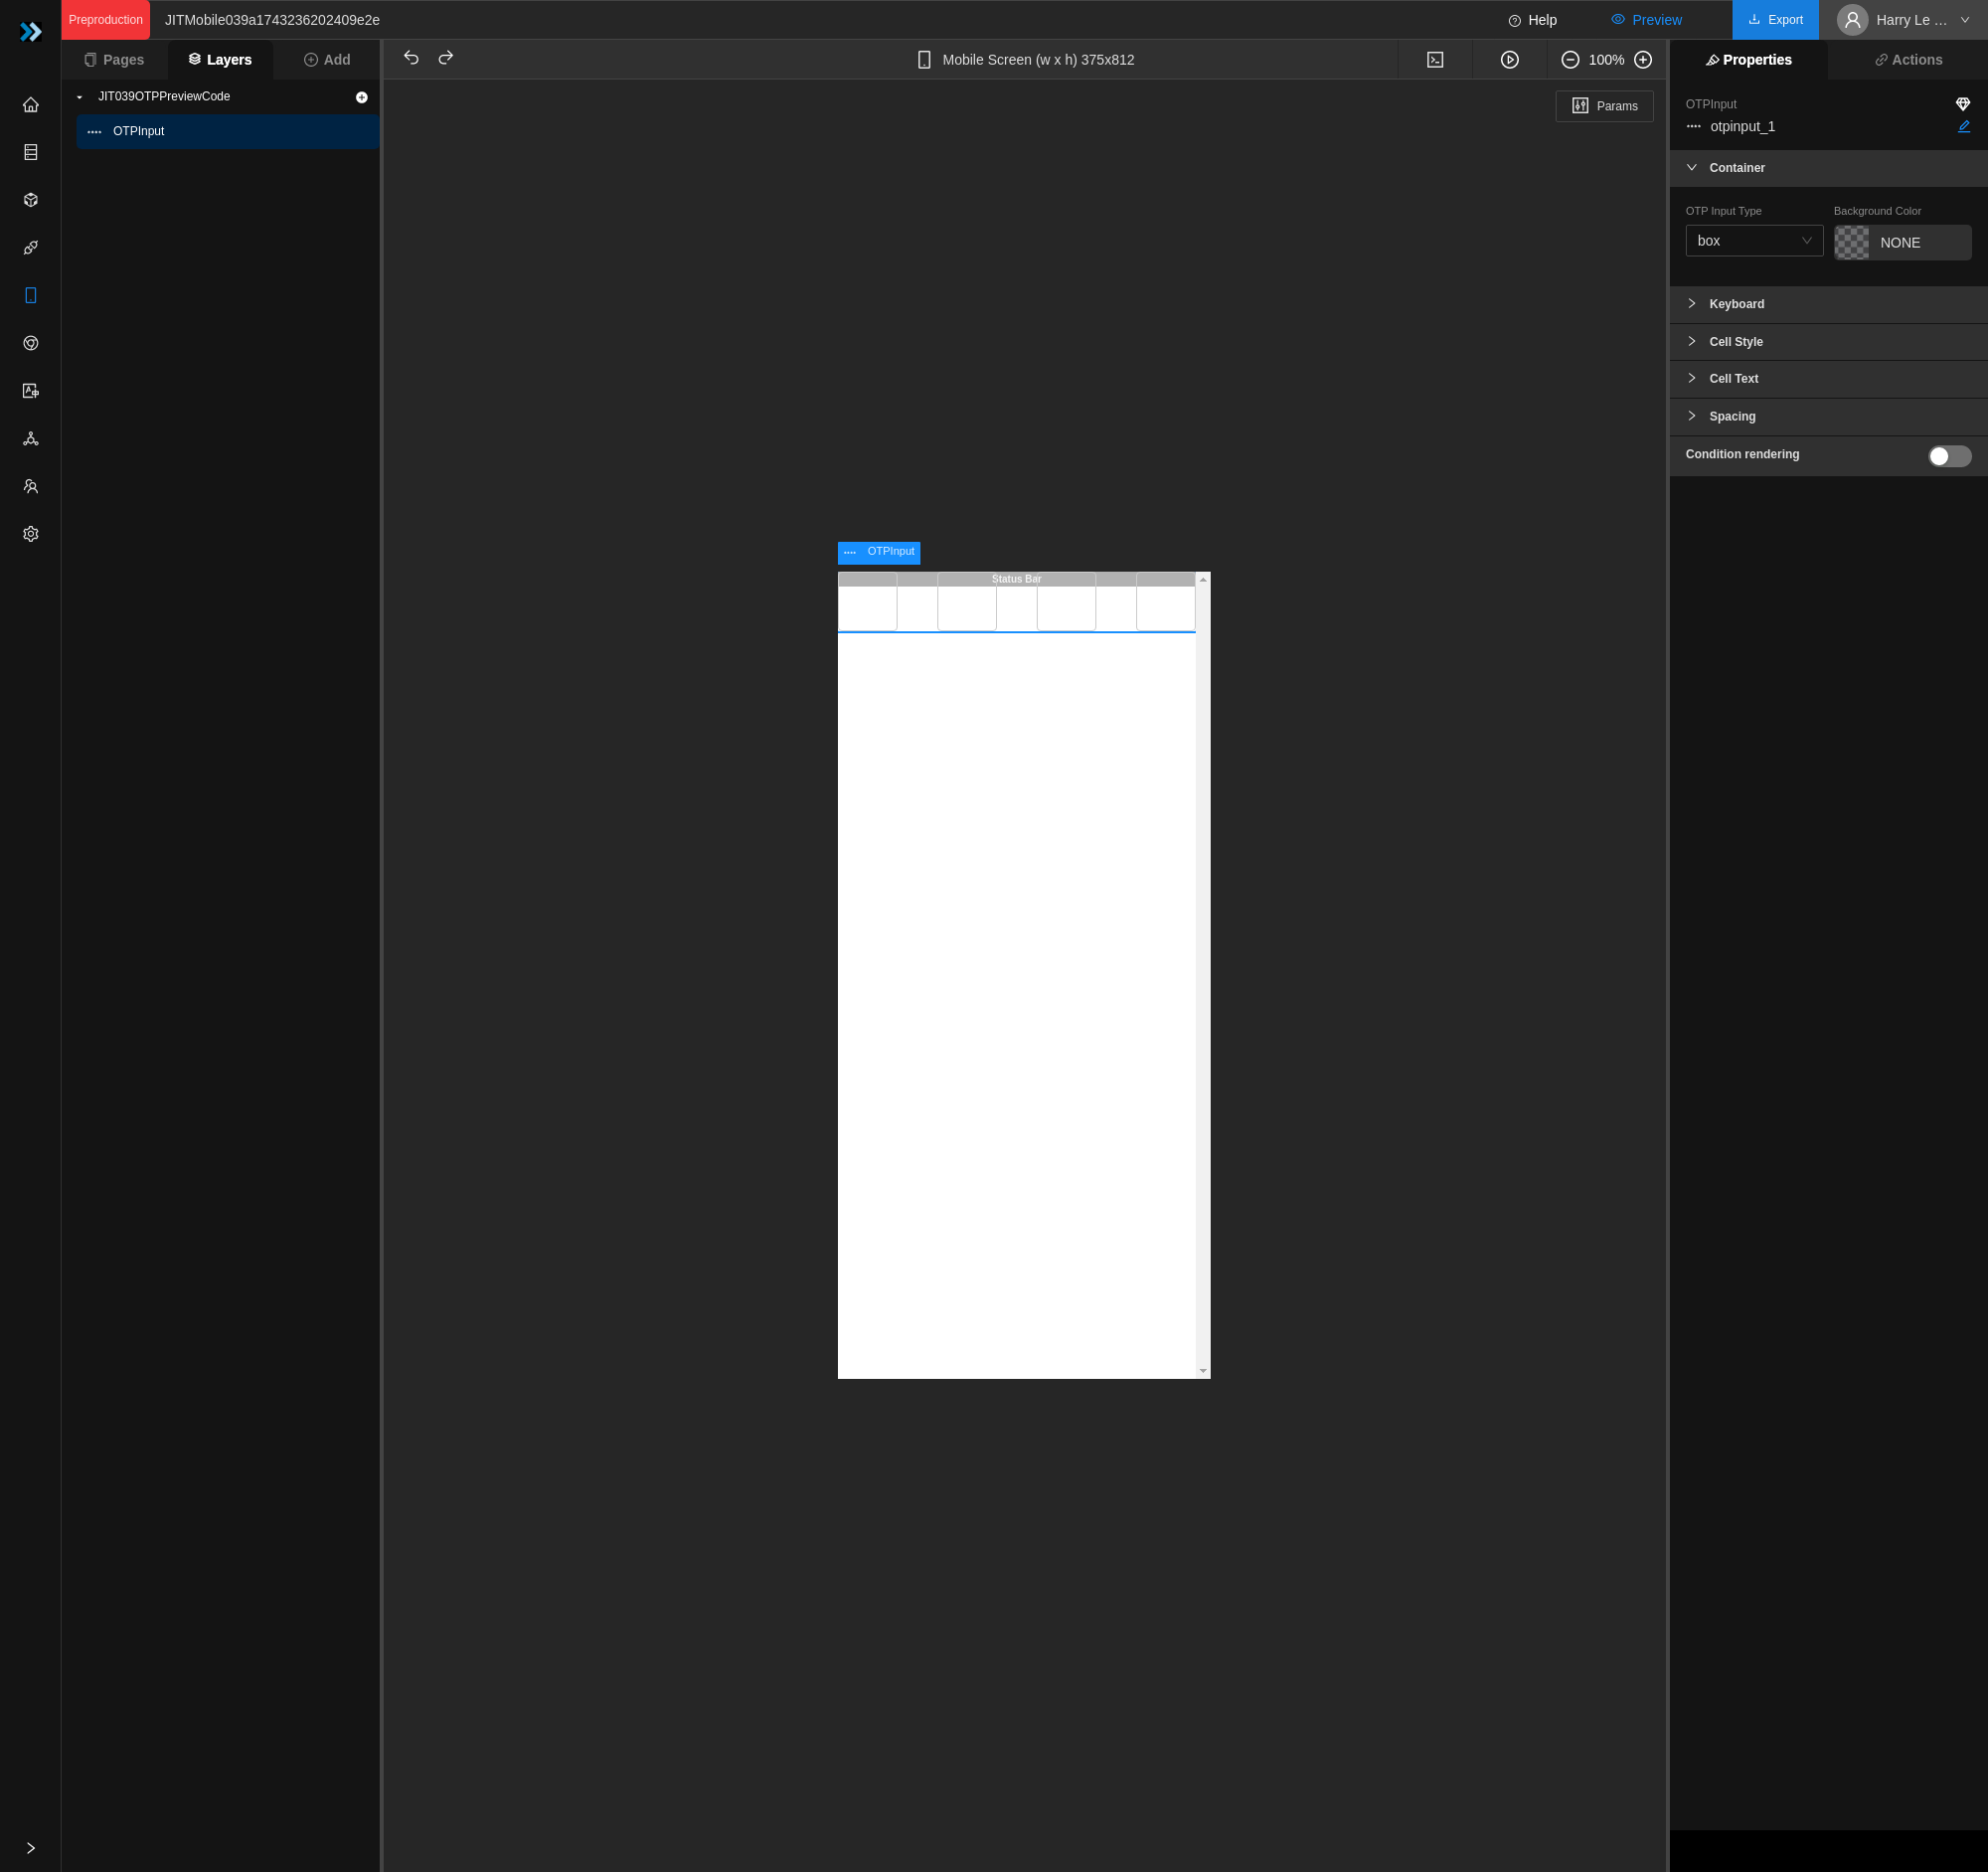 Preproduction JITMobile039a1743236202409e2e Help Preview Export Harry Le ...
Pages Layers Add
Mobile Screen (w x h) 375x812 100%
Properties Actions
JIT039OTPPreviewCode
OTPInput
Params
OTPInput
otpinput_1
Container
OTP Input Type Background Color
box NONE
Keyboard
Cell Style
Cell Text
Spacing
Condition rendering
OTPInput
Status Bar